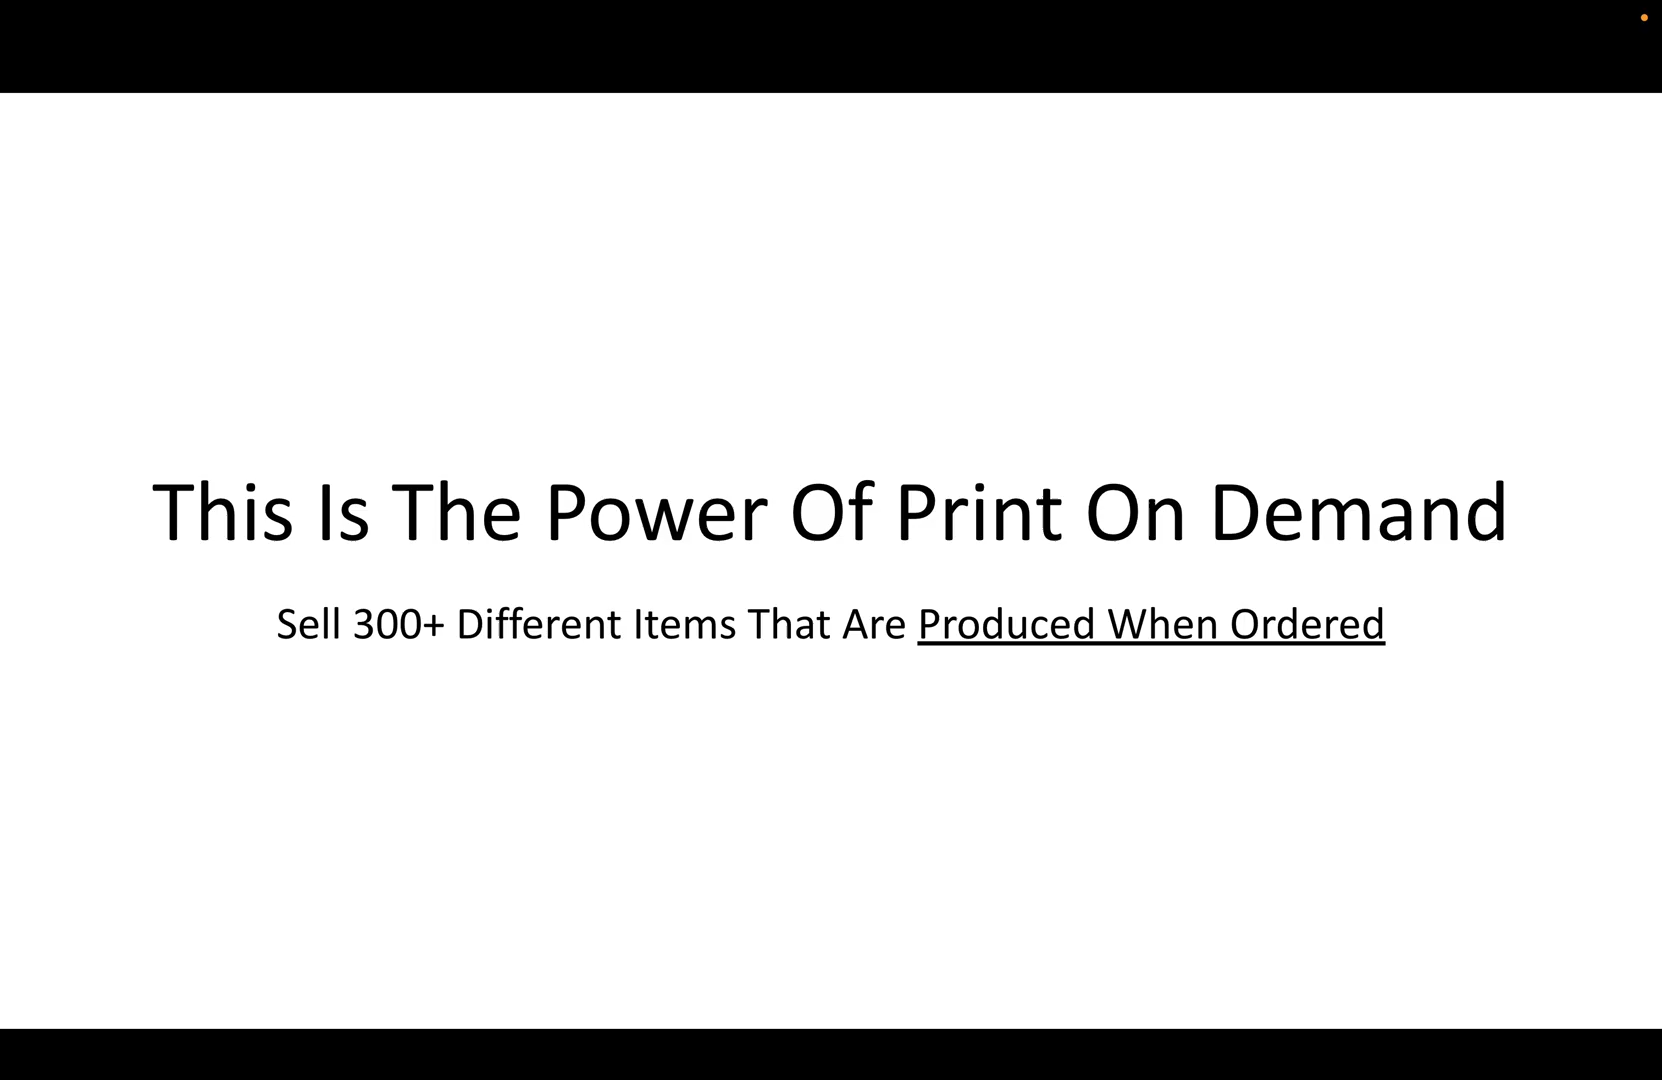 This Is The Power Of Print On Demand
Sell 300+ Different Items That Are Produced When Ordered